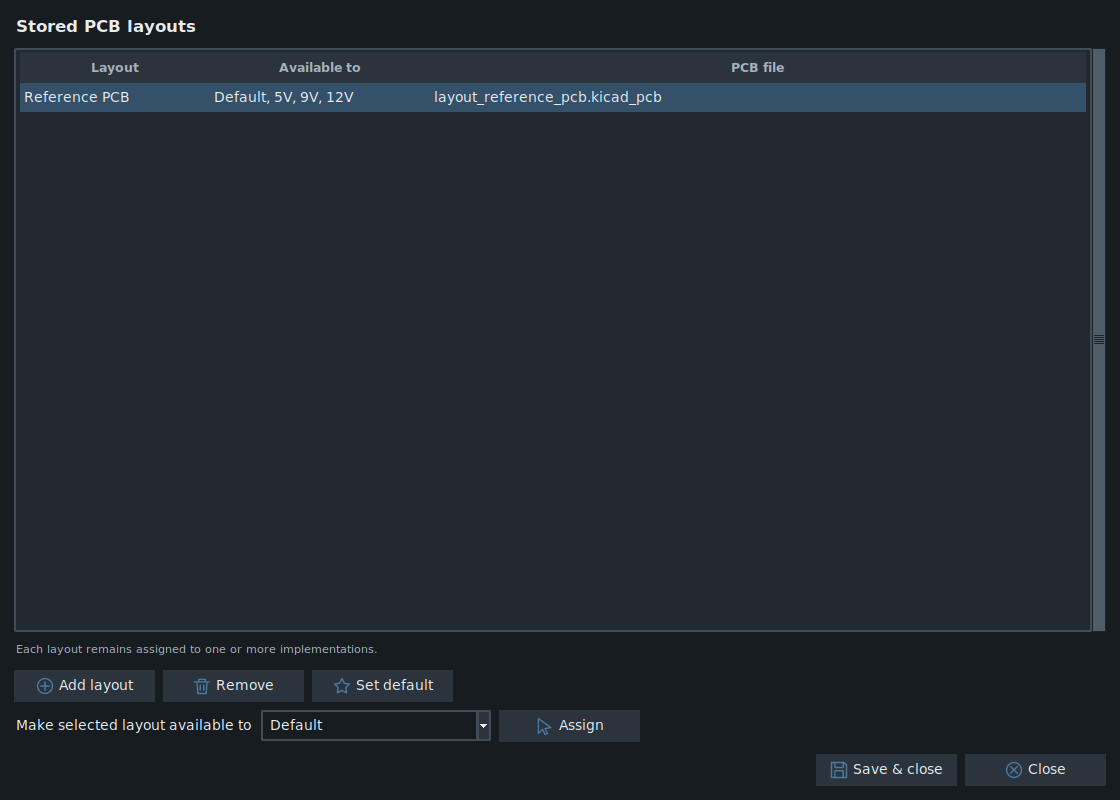 Stored PCB layouts
Layout Available to PCB file
Reference PCB Default, 5V, 9V, 12V layout_reference_pcb.kicad_pcb
Each layout remains assigned to one or more implementations.
Add layout Remove Set default
Make selected layout available to Default Assign
Save & close Close